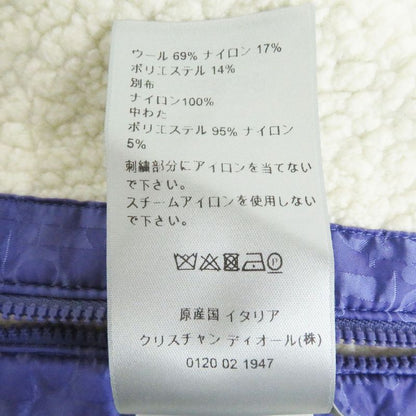 ウール 69% ナイロン 17%
ポリエステル 14%
別布
ナイロン100%
中わた
ポリエステル 95% ナイロン
5%
刺繍部分にアイロンを当てない
で下さい。
スチームアイロンを使用しない
で下さい。
原産国 イタリア
クリスチャン ディオール(株)
0120 02 1947